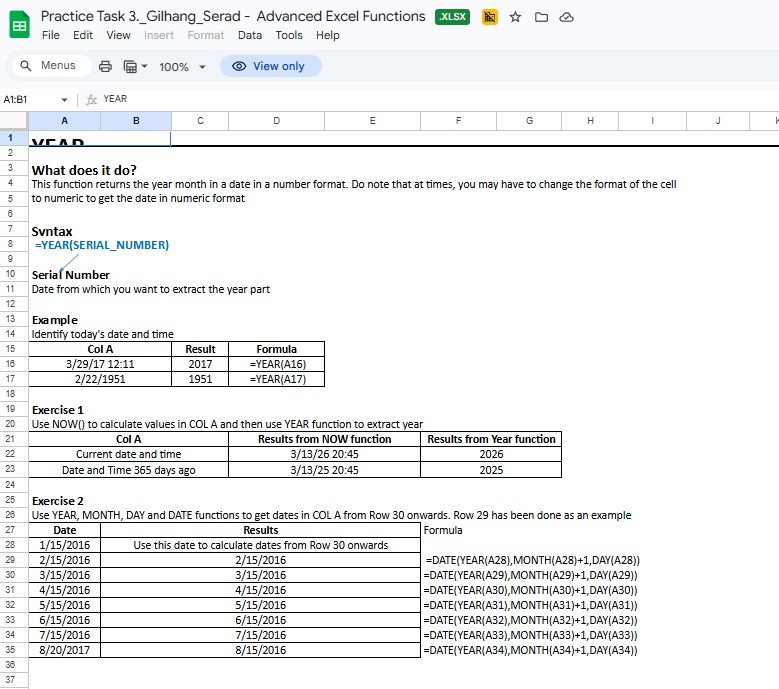 Practice Task 3._Gilhang_Serad - Advanced Excel Functions .XLSX
File Edit View Insert Format Data Tools Help
Menus 100% View only
A1:B1 fx YEAR
A B C D E F G H I J
1 YEAR
2
3 What does it do?
4 This function returns the year month in a date in a number format. Do note that at times, you may have to change the format of the cell
5 to numeric to get the date in numeric format
6
7 Syntax
8 =YEAR(SERIAL_NUMBER)
9
10 Serial Number
11 Date from which you want to extract the year part
12
13 Example
14 Identify today's date and time
15 Col A Result Formula
16 3/29/17 12:11 2017 =YEAR(A16)
17 2/22/1951 1951 =YEAR(A17)
18
19 Exercise 1
20 Use NOW() to calculate values in COL A and then use YEAR function to extract year
21 Col A Results from NOW function Results from Year function
22 Current date and time 3/13/26 20:45 2026
23 Date and Time 365 days ago 3/13/25 20:45 2025
24
25 Exercise 2
26 Use YEAR, MONTH, DAY and DATE functions to get dates in COL A from Row 30 onwards. Row 29 has been done as an example
27 Date Results Formula
28 1/15/2016 Use this date to calculate dates from Row 30 onwards
29 2/15/2016 2/15/2016 =DATE(YEAR(A28),MONTH(A28)+1,DAY(A28))
30 3/15/2016 3/15/2016 =DATE(YEAR(A29),MONTH(A29)+1,DAY(A29))
31 4/15/2016 4/15/2016 =DATE(YEAR(A30),MONTH(A30)+1,DAY(A30))
32 5/15/2016 5/15/2016 =DATE(YEAR(A31),MONTH(A31)+1,DAY(A31))
33 6/15/2016 6/15/2016 =DATE(YEAR(A32),MONTH(A32)+1,DAY(A32))
34 7/15/2016 7/15/2016 =DATE(YEAR(A33),MONTH(A33)+1,DAY(A33))
35 8/20/2017 8/15/2016 =DATE(YEAR(A34),MONTH(A34)+1,DAY(A34))
36
37